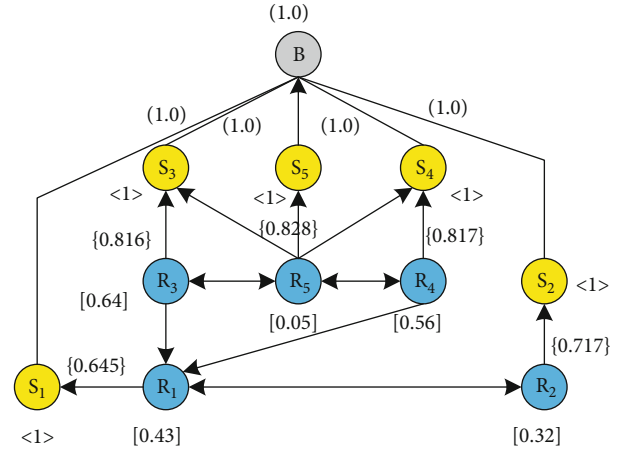 (1.0)
B
(1.0)
(1.0)
(1.0)
(1.0)
S3
S5
S4
<1>
<1>
<1>
{0.816}
{0.828}
{0.817}
R3
R5
R4
S2
<1>
[0.64]
[0.05]
[0.56]
{0.717}
{0.645}
S1
R1
R2
<1>
[0.43]
[0.32]